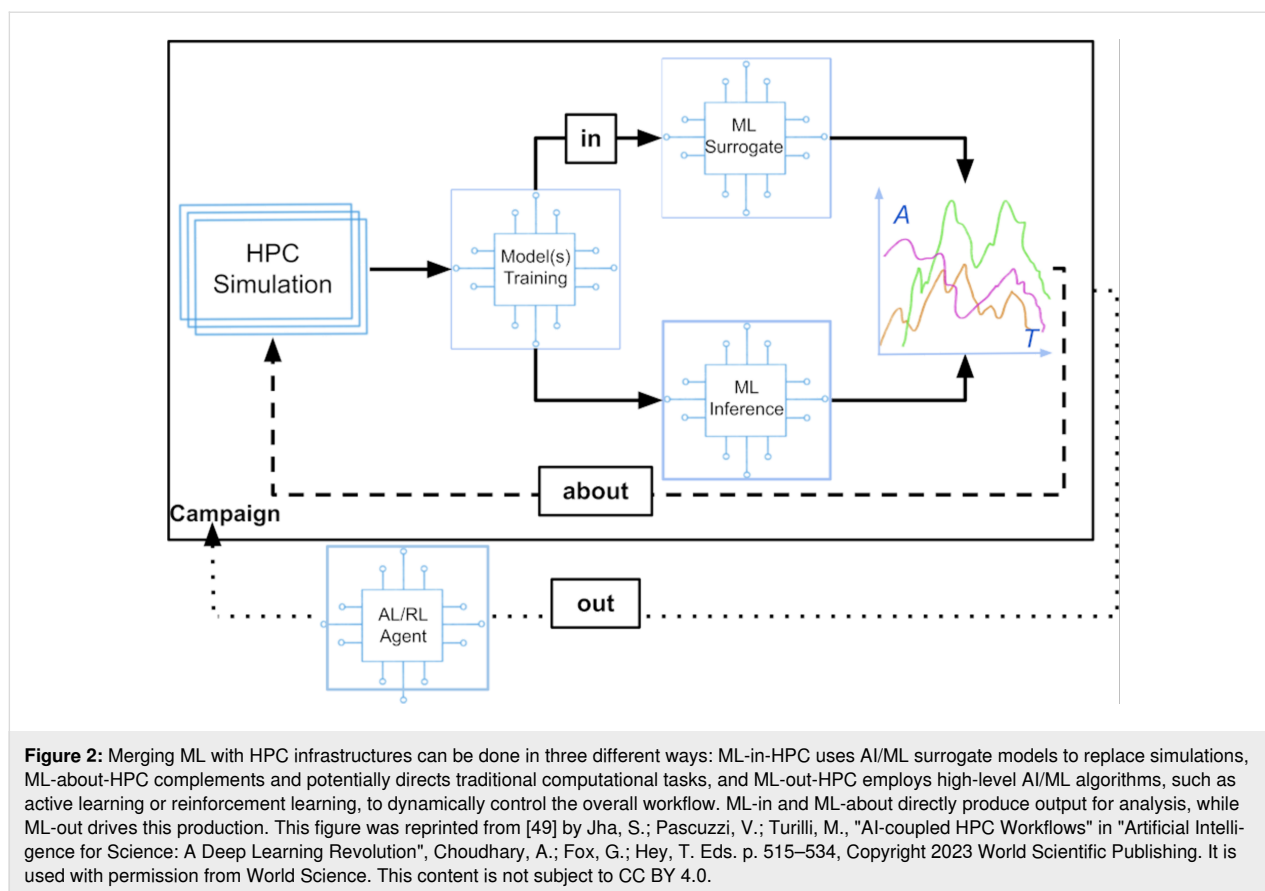 in
ML
Surrogate
HPC
Simulation
Model(s)
Training
A
T
ML
Inference
about
Campaign
AL/RL
Agent
out
Figure 2: Merging ML with HPC infrastructures can be done in three different ways: ML-in-HPC uses AI/ML surrogate models to replace simulations,
ML-about-HPC complements and potentially directs traditional computational tasks, and ML-out-HPC employs high-level AI/ML algorithms, such as
active learning or reinforcement learning, to dynamically control the overall workflow. ML-in and ML-about directly produce output for analysis, while
ML-out drives this production. This figure was reprinted from [49] by Jha, S.; Pascuzzi, V.; Turilli, M., "AI-coupled HPC Workflows" in "Artificial Intelli-
gence for Science: A Deep Learning Revolution", Choudhary, A.; Fox, G.; Hey, T. Eds. p. 515–534, Copyright 2023 World Scientific Publishing. It is
used with permission from World Science. This content is not subject to CC BY 4.0.